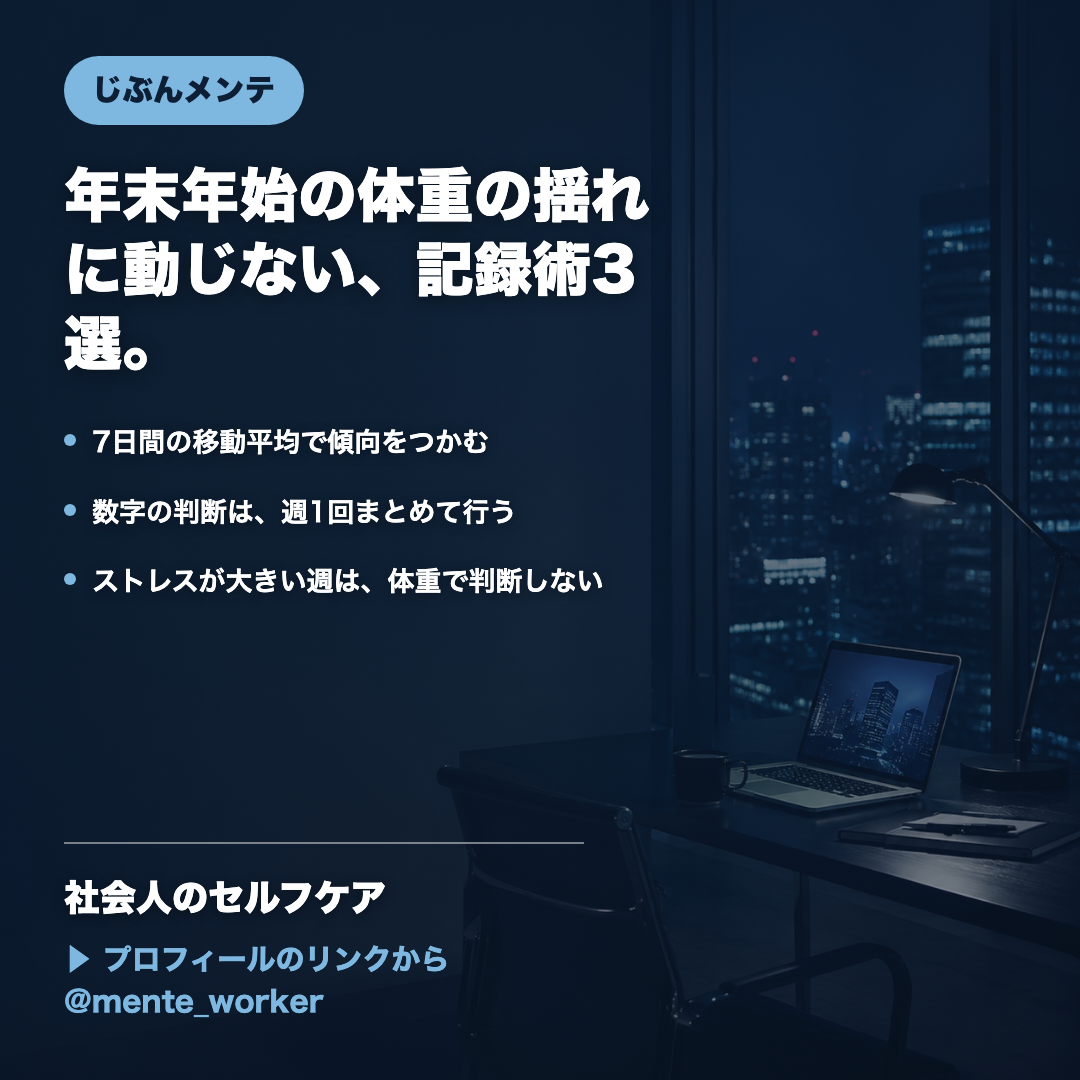 じぶんメンテ
年末年始の体重の揺れ
に動じない、記録術3
選。
7日間の移動平均で傾向をつかむ
数字の判断は、週1回まとめて行う
ストレスが大きい週は、体重で判断しない
社会人のセルフケア
▶ プロフィールのリンクから
@mente_worker